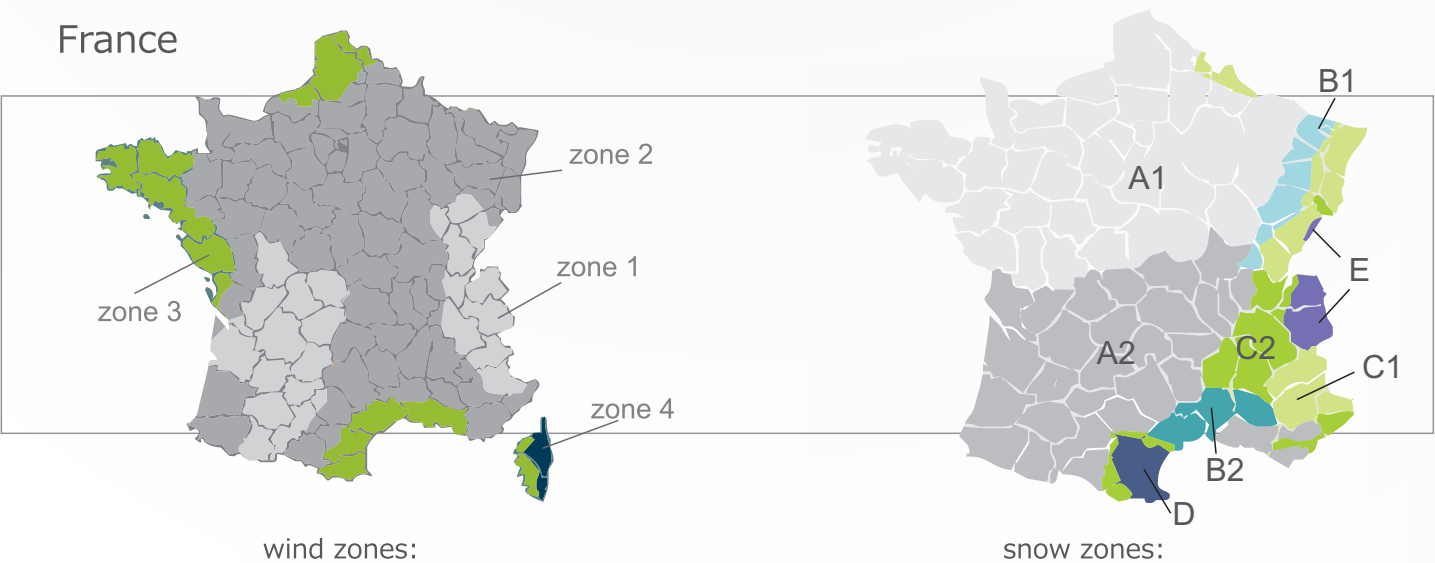 France
zone 2
zone 1
zone 3
zone 4
wind zones:
B1
A1
E
A2
C2
C1
B2
D
snow zones: